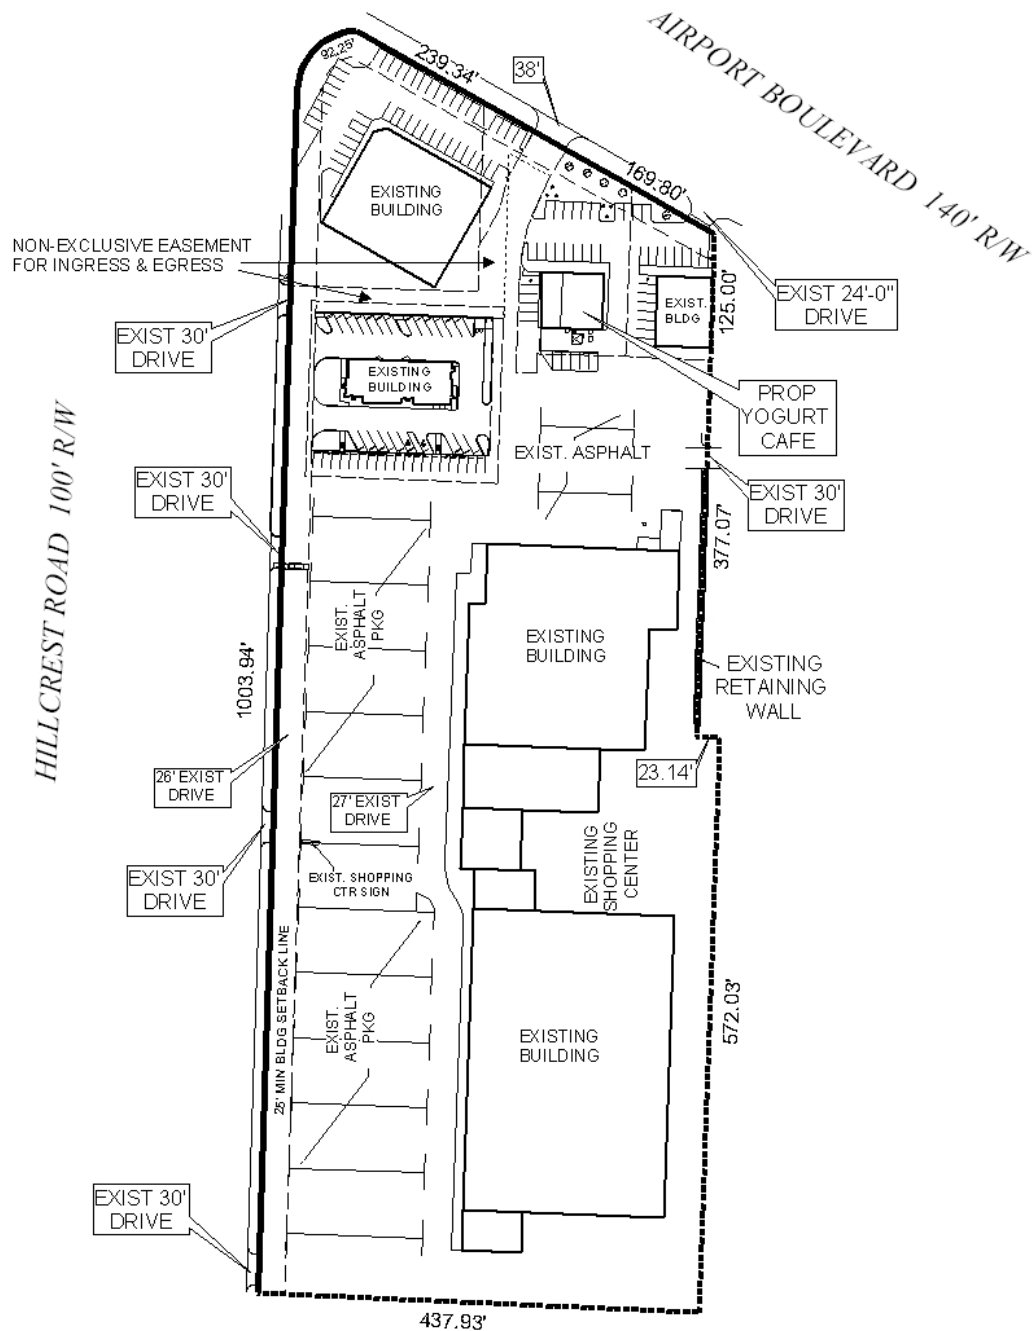 92.25'
239.34'
38'
AIRPORT BOULEVARD 140' R/W
169.80'
EXISTING
BUILDING
NON-EXCLUSIVE EASEMENT
FOR INGRESS & EGRESS
EXIST 24'-0"
DRIVE
125.00'
EXIST.
BLDG
EXIST 30'
DRIVE
EXISTING
BUILDING
PROP
YOGURT
CAFE
HILLCREST ROAD 100' R/W
EXIST. ASPHALT
EXIST 30'
DRIVE
EXIST 30'
DRIVE
377.07'
EXIST.
ASPHALT
PKG
EXISTING
BUILDING
1003.94'
EXISTING
RETAINING
WALL
26' EXIST
DRIVE
27' EXIST
DRIVE
23.14'
EXIST 30'
DRIVE
EXIST. SHOPPING
CTR SIGN
EXISTING
SHOPPING
CENTER
25' MIN BLDG SETBACK LINE
EXIST.
ASPHALT
PKG
EXISTING
BUILDING
572.03'
EXIST 30'
DRIVE
437.93'